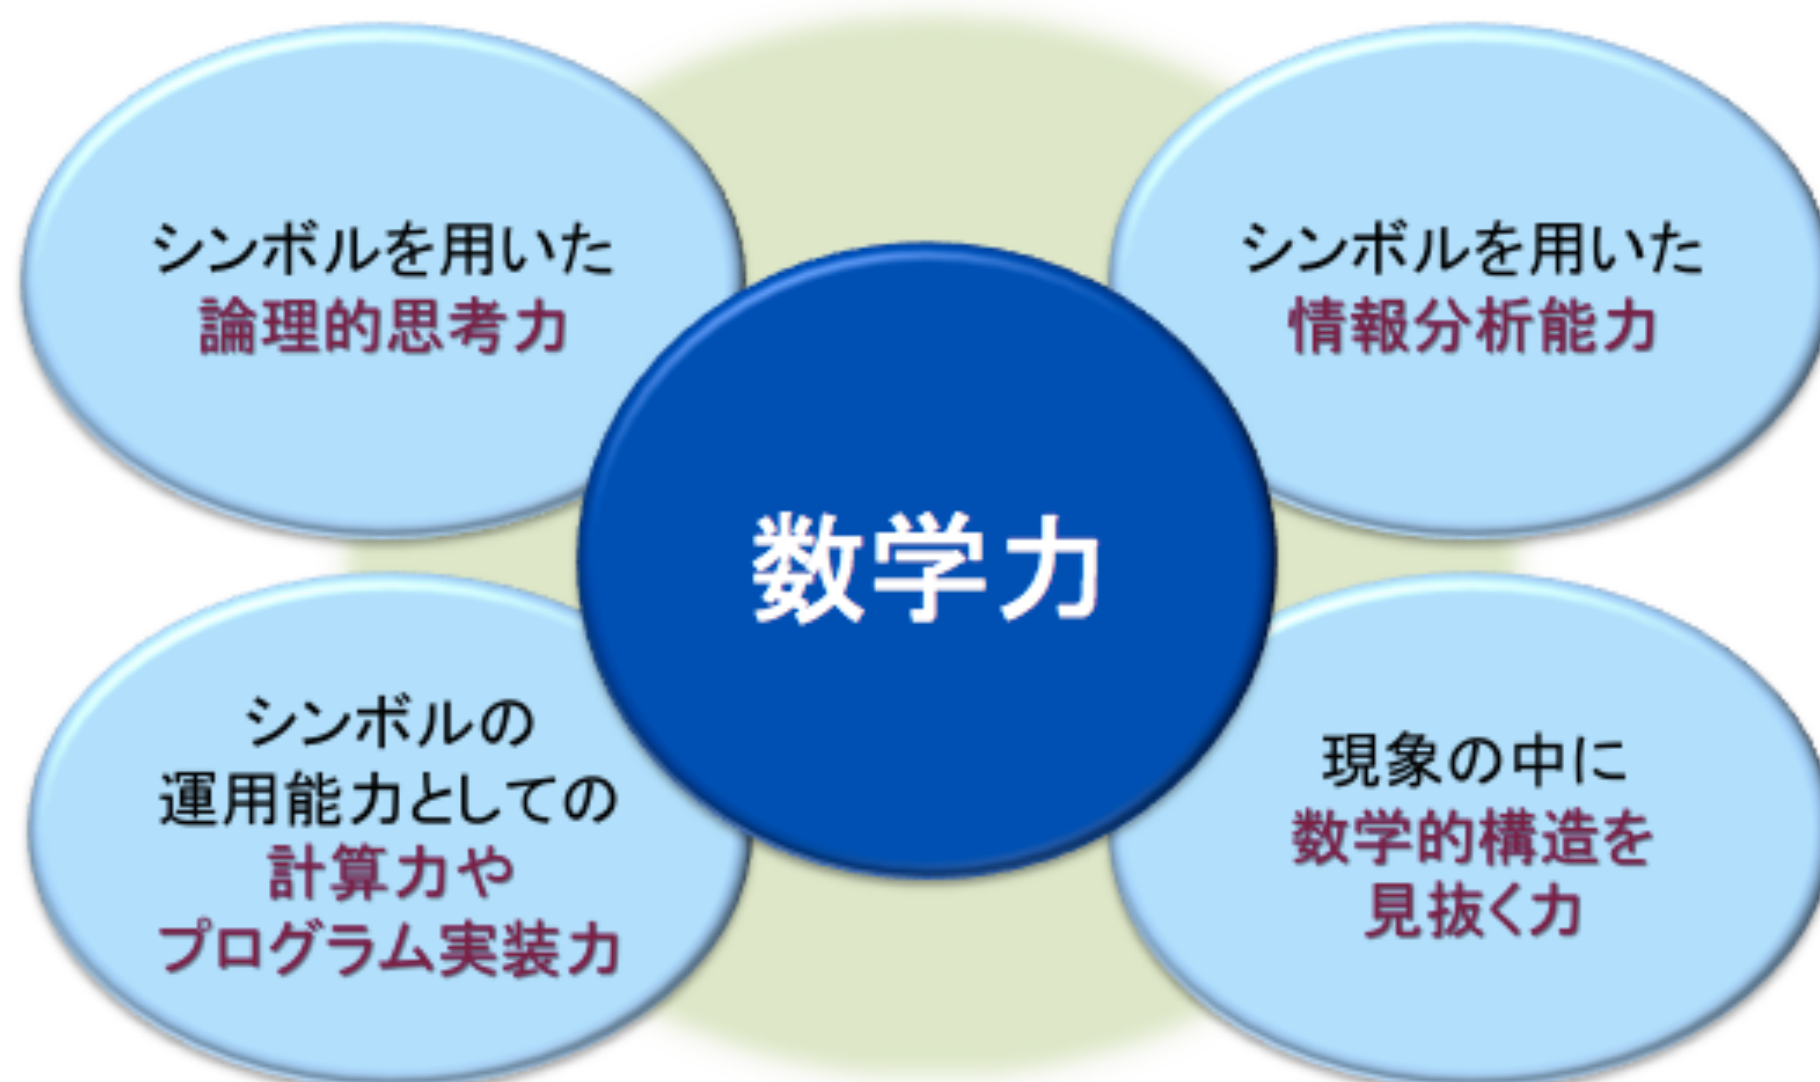 シンボルを用いた
論理的思考力
シンボルを用いた
情報分析能力
数学力
シンボルの
運用能力としての
計算力や
プログラム実装力
現象の中に
数学的構造を
見抜く力